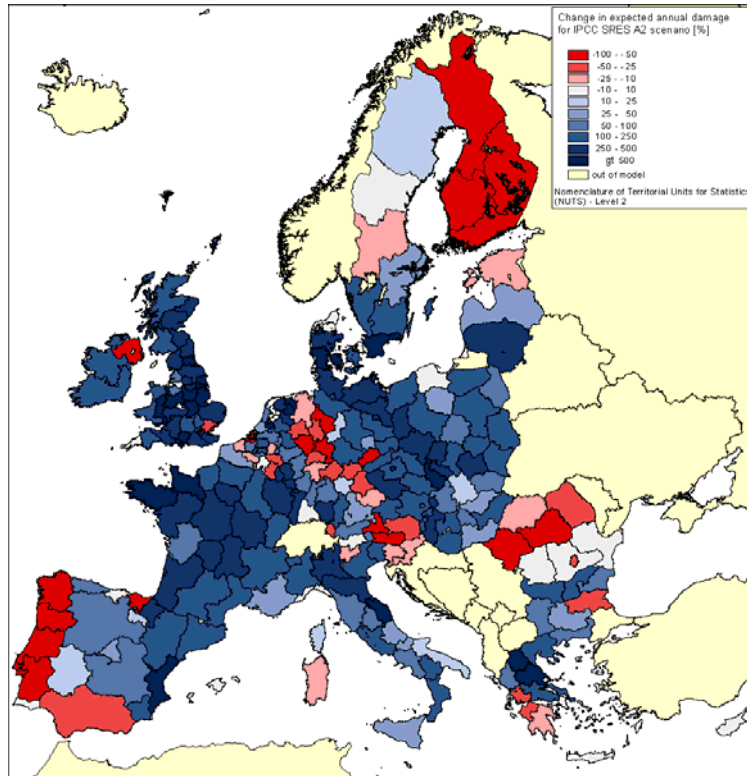 Change in expected annual damage
for IPCC SRES A2 scenario [%]
-100 - -50
-50 - -25
-25 - -10
-10 - 10
10 - 25
25 - 50
50 - 100
100 - 250
250 - 500
gt 500
out of model
Nomenclature of Territorial Units for Statistics
(NUTS) - Level 2